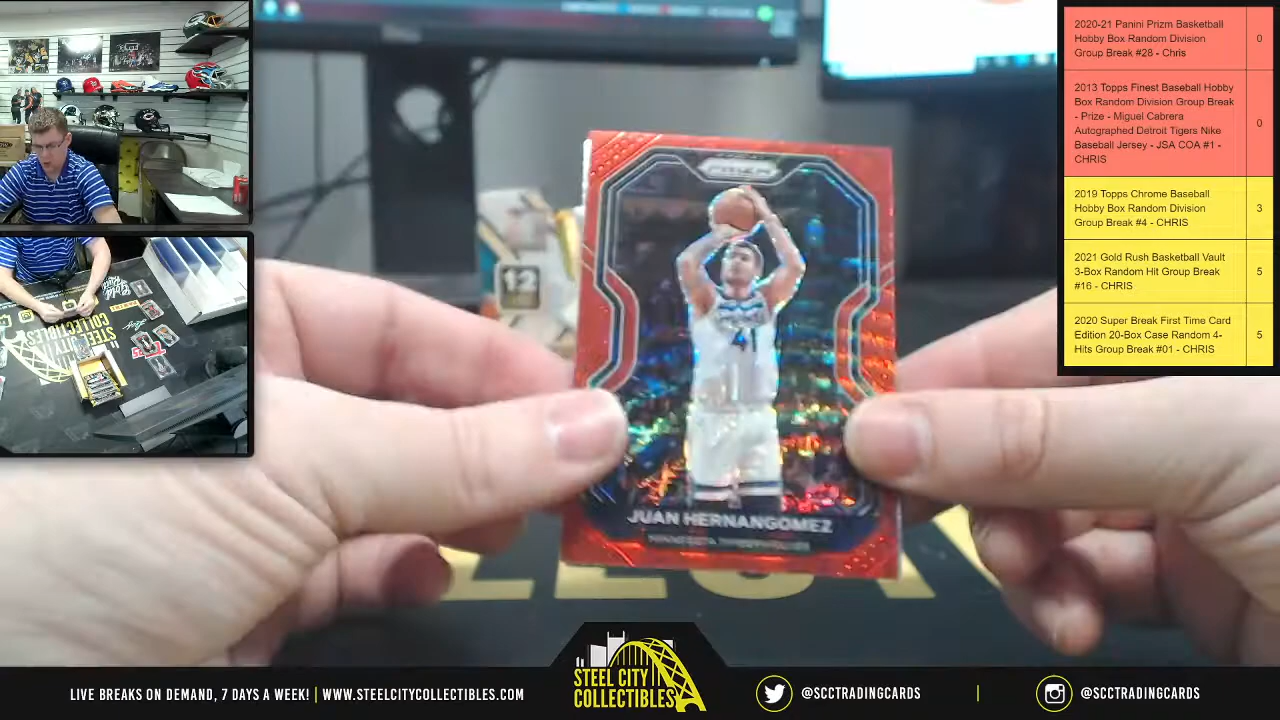 2020-21 Panini Prizm Basketball
Hobby Box Random Division
Group Break #28 - Chris
0
2013 Topps Finest Baseball Hobby
Box Random Division Group Break
- Prize - Miguel Cabrera
Autographed Detroit Tigers Nike
Baseball Jersey - JSA COA #1 -
CHRIS
0
2019 Topps Chrome Baseball
Hobby Box Random Division
Group Break #4 - CHRIS
3
2021 Gold Rush Basketball Vault
3-Box Random Hit Group Break
#16 - CHRIS
5
2020 Super Break First Time Card
Edition 20-Box Case Random 4-
Hits Group Break #01 - CHRIS
5
PRIZM
12
41
JUAN HERNANGOMEZ
MINNESOTA TIMBERWOLVES
LIVE BREAKS ON DEMAND, 7 DAYS A WEEK! | WWW.STEELCITYCOLLECTIBLES.COM
STEEL CITY
COLLECTIBLES
@SCCTRADINGCARDS
@SCCTRADINGCARDS